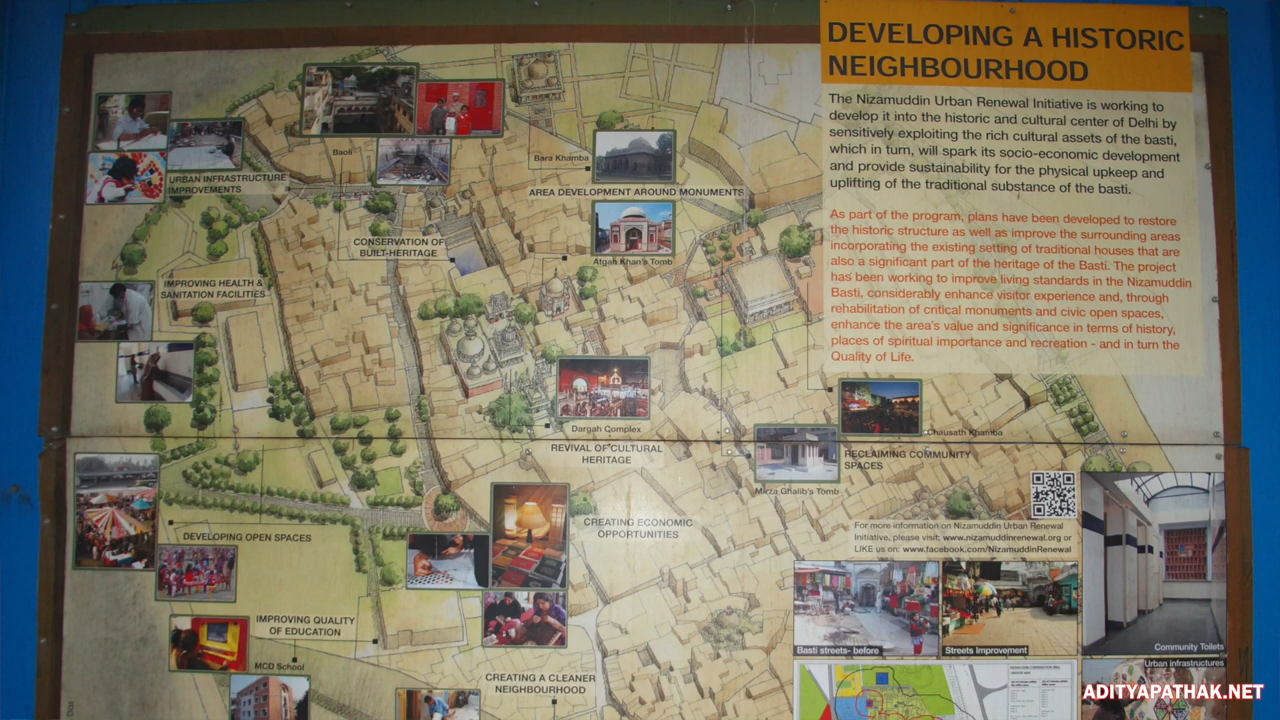 DEVELOPING A HISTORIC
NEIGHBOURHOOD
The Nizamuddin Urban Renewal Initiative is working to
develop it into the historic and cultural center of Delhi by
sensitively exploiting the rich cultural assets of the basti,
which in turn, will spark its socio-economic development
and provide sustainability for the physical upkeep and
uplifting of the traditional substance of the basti.
As part of the program, plans have been developed to restore
the historic structure as well as improve the surrounding areas
incorporating the existing setting of traditional houses that are
also a significant part of the heritage of the Basti. The project
has been working to improve living standards in the Nizamuddin
Basti, considerably enhance visitor experience and, through
rehabilitation of critical monuments and civic open spaces,
enhance the area's value and significance in terms of history,
places of spiritual importance and recreation - and in turn the
Quality of Life.
Baoli
Bara Khamba
URBAN INFRASTRUCTURE
IMPROVEMENTS
AREA DEVELOPMENT AROUND MONUMENTS
CONSERVATION OF
BUILT-HERITAGE
Atgah Khan's Tomb
IMPROVING HEALTH &
SANITATION FACILITIES
Dargah Complex
Chausath Khamba
REVIVAL OF CULTURAL
HERITAGE
RECLAIMING COMMUNITY
SPACES
Mirza Ghalib's Tomb
CREATING ECONOMIC
OPPORTUNITIES
DEVELOPING OPEN SPACES
For more information on Nizamuddin Urban Renewal
Initiative, please visit: www.nizamuddinrenewal.org or
LIKE us on: www.facebook.com/NizamuddinRenewal
IMPROVING QUALITY
OF EDUCATION
MCD School
CREATING A CLEANER
NEIGHBOURHOOD
Basti streets- before
Streets Improvement
Community Toilets
Urban infrastructures
ADITYAPATHAK.NET